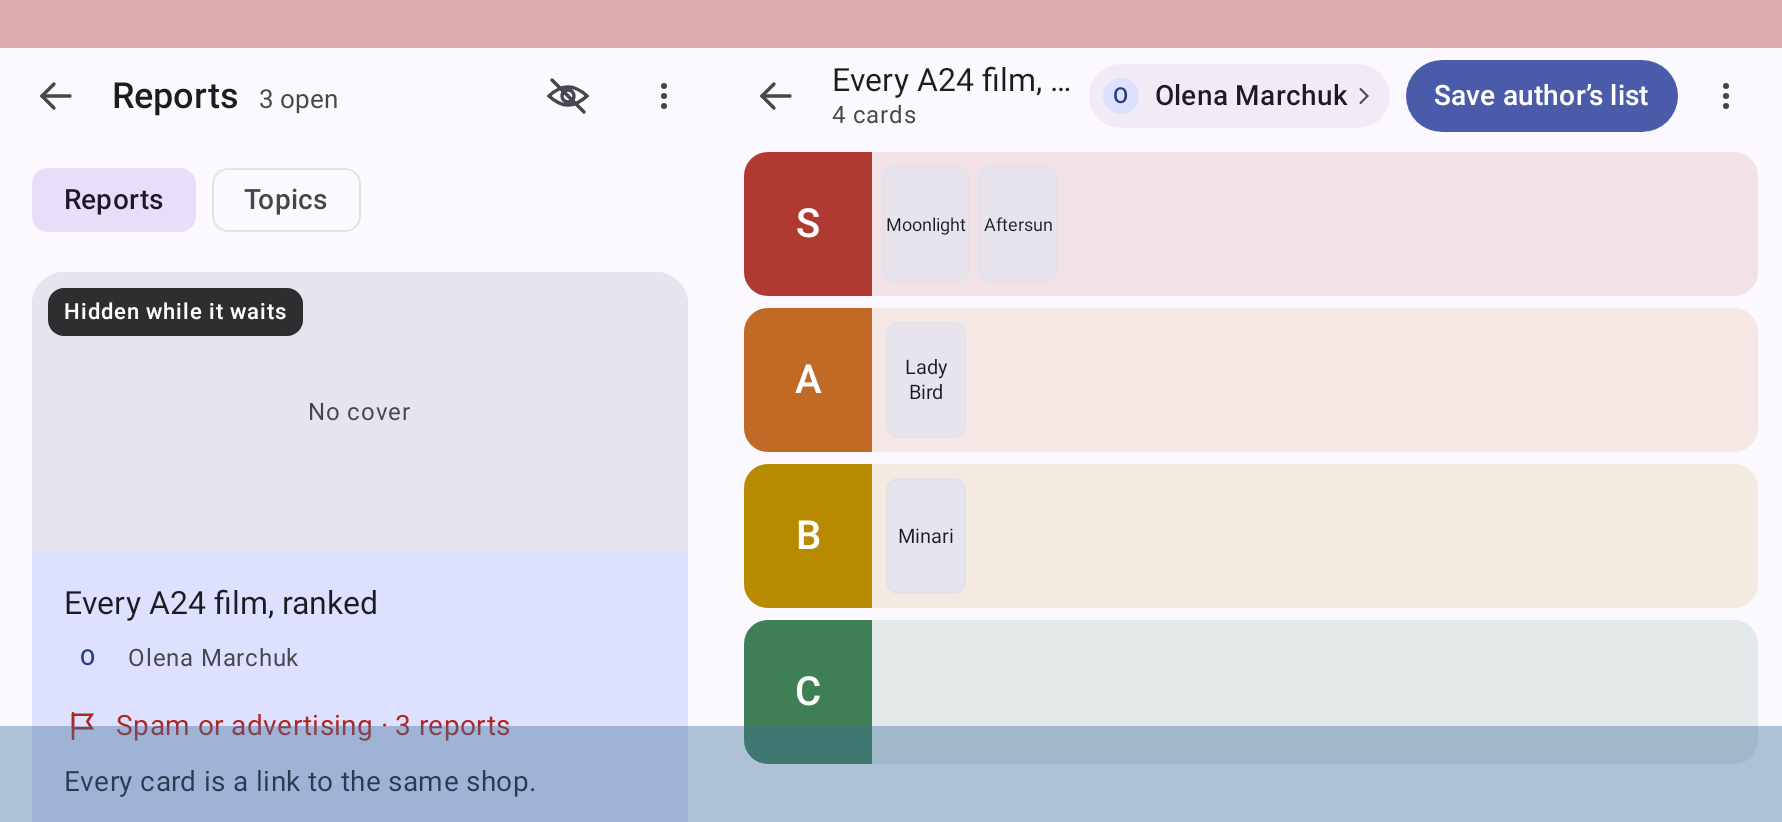 Reports 3 open
Reports Topics
Hidden while it waits
No cover
Every A24 film, ranked
O Olena Marchuk
Spam or advertising · 3 reports
Every card is a link to the same shop.
Every A24 film, ...
4 cards
O Olena Marchuk
Save author’s list
S
Moonlight
Aftersun
A
Lady
Bird
B
Minari
C